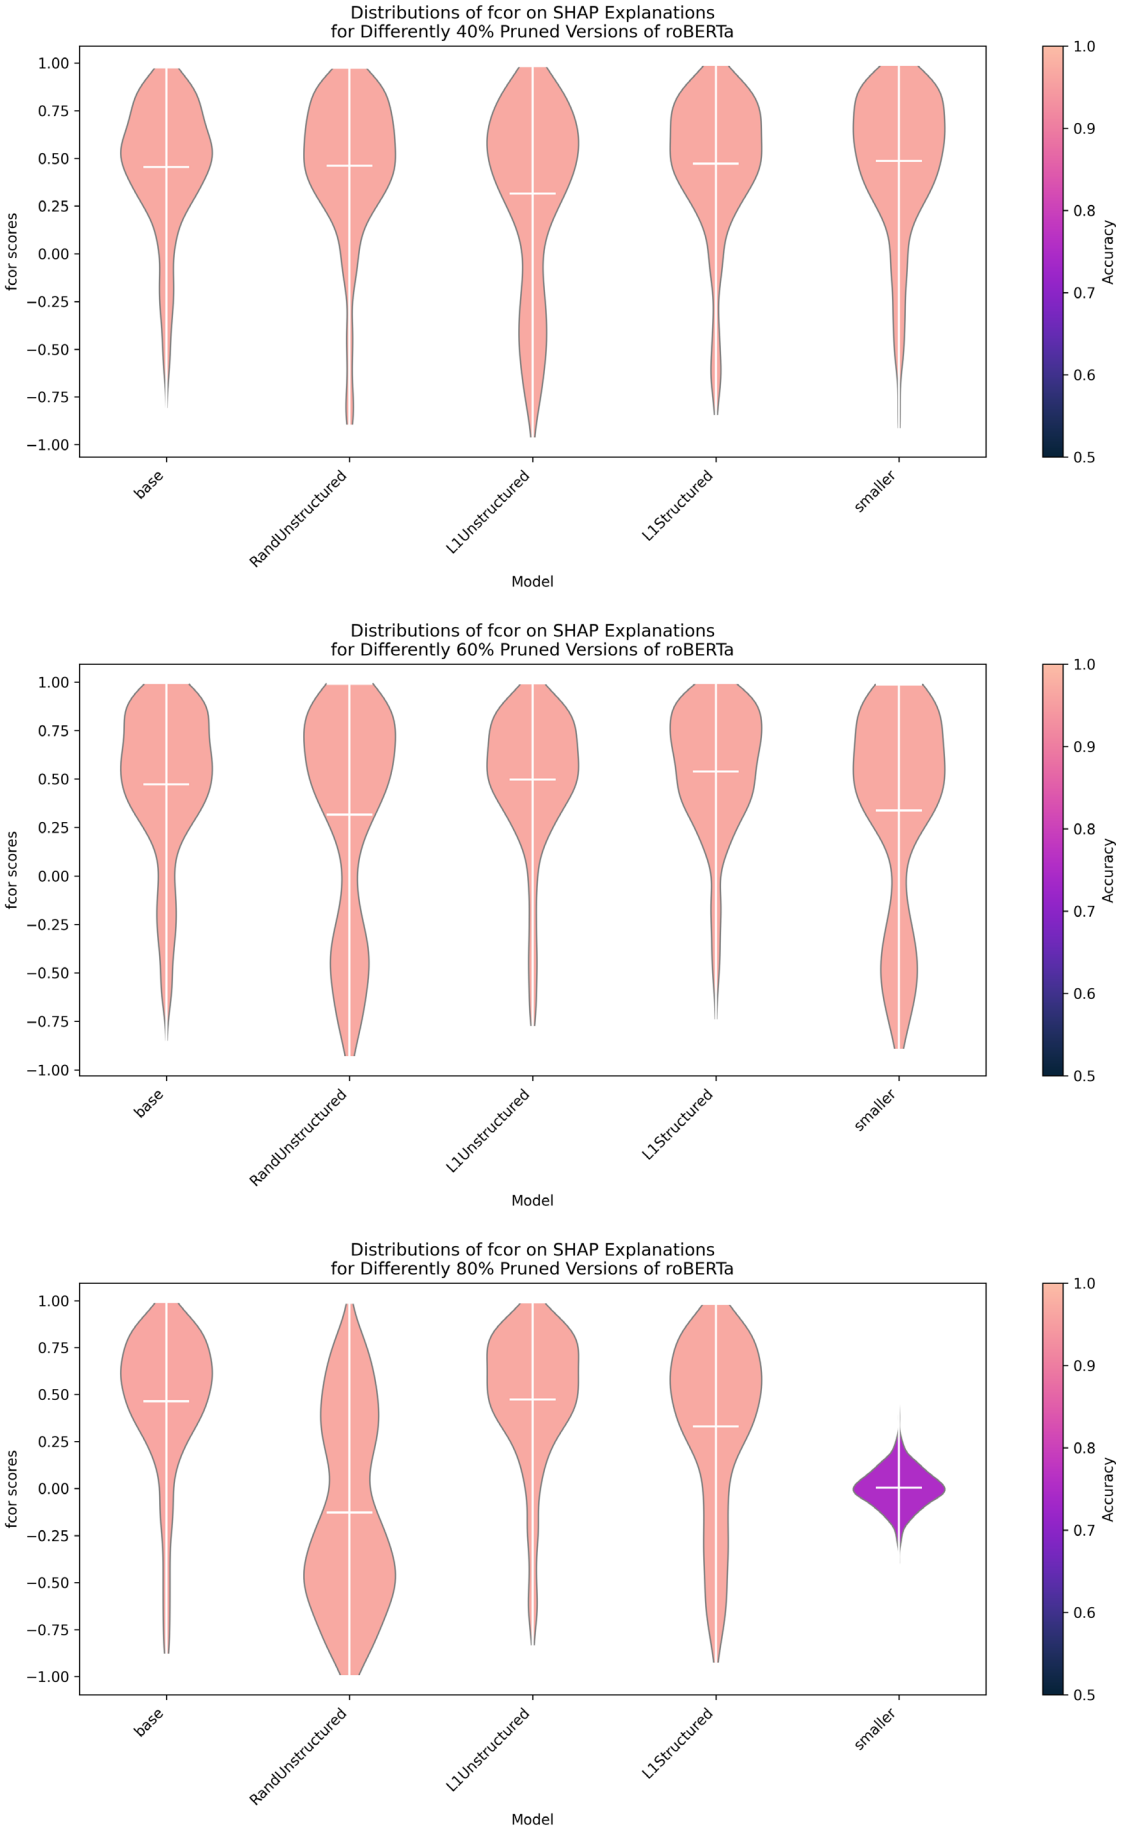 Distributions of fcor on SHAP Explanations
for Differently 40% Pruned Versions of roBERTa
fcor scores
1.00
0.75
0.50
0.25
0.00
−0.25
−0.50
−0.75
−1.00
base
RandUnstructured
L1Unstructured
L1Structured
smaller
Model
1.0
0.9
0.8
0.7
0.6
0.5
Accuracy
Distributions of fcor on SHAP Explanations
for Differently 60% Pruned Versions of roBERTa
fcor scores
1.00
0.75
0.50
0.25
0.00
−0.25
−0.50
−0.75
−1.00
base
RandUnstructured
L1Unstructured
L1Structured
smaller
Model
1.0
0.9
0.8
0.7
0.6
0.5
Accuracy
Distributions of fcor on SHAP Explanations
for Differently 80% Pruned Versions of roBERTa
fcor scores
1.00
0.75
0.50
0.25
0.00
−0.25
−0.50
−0.75
−1.00
base
RandUnstructured
L1Unstructured
L1Structured
smaller
Model
1.0
0.9
0.8
0.7
0.6
0.5
Accuracy